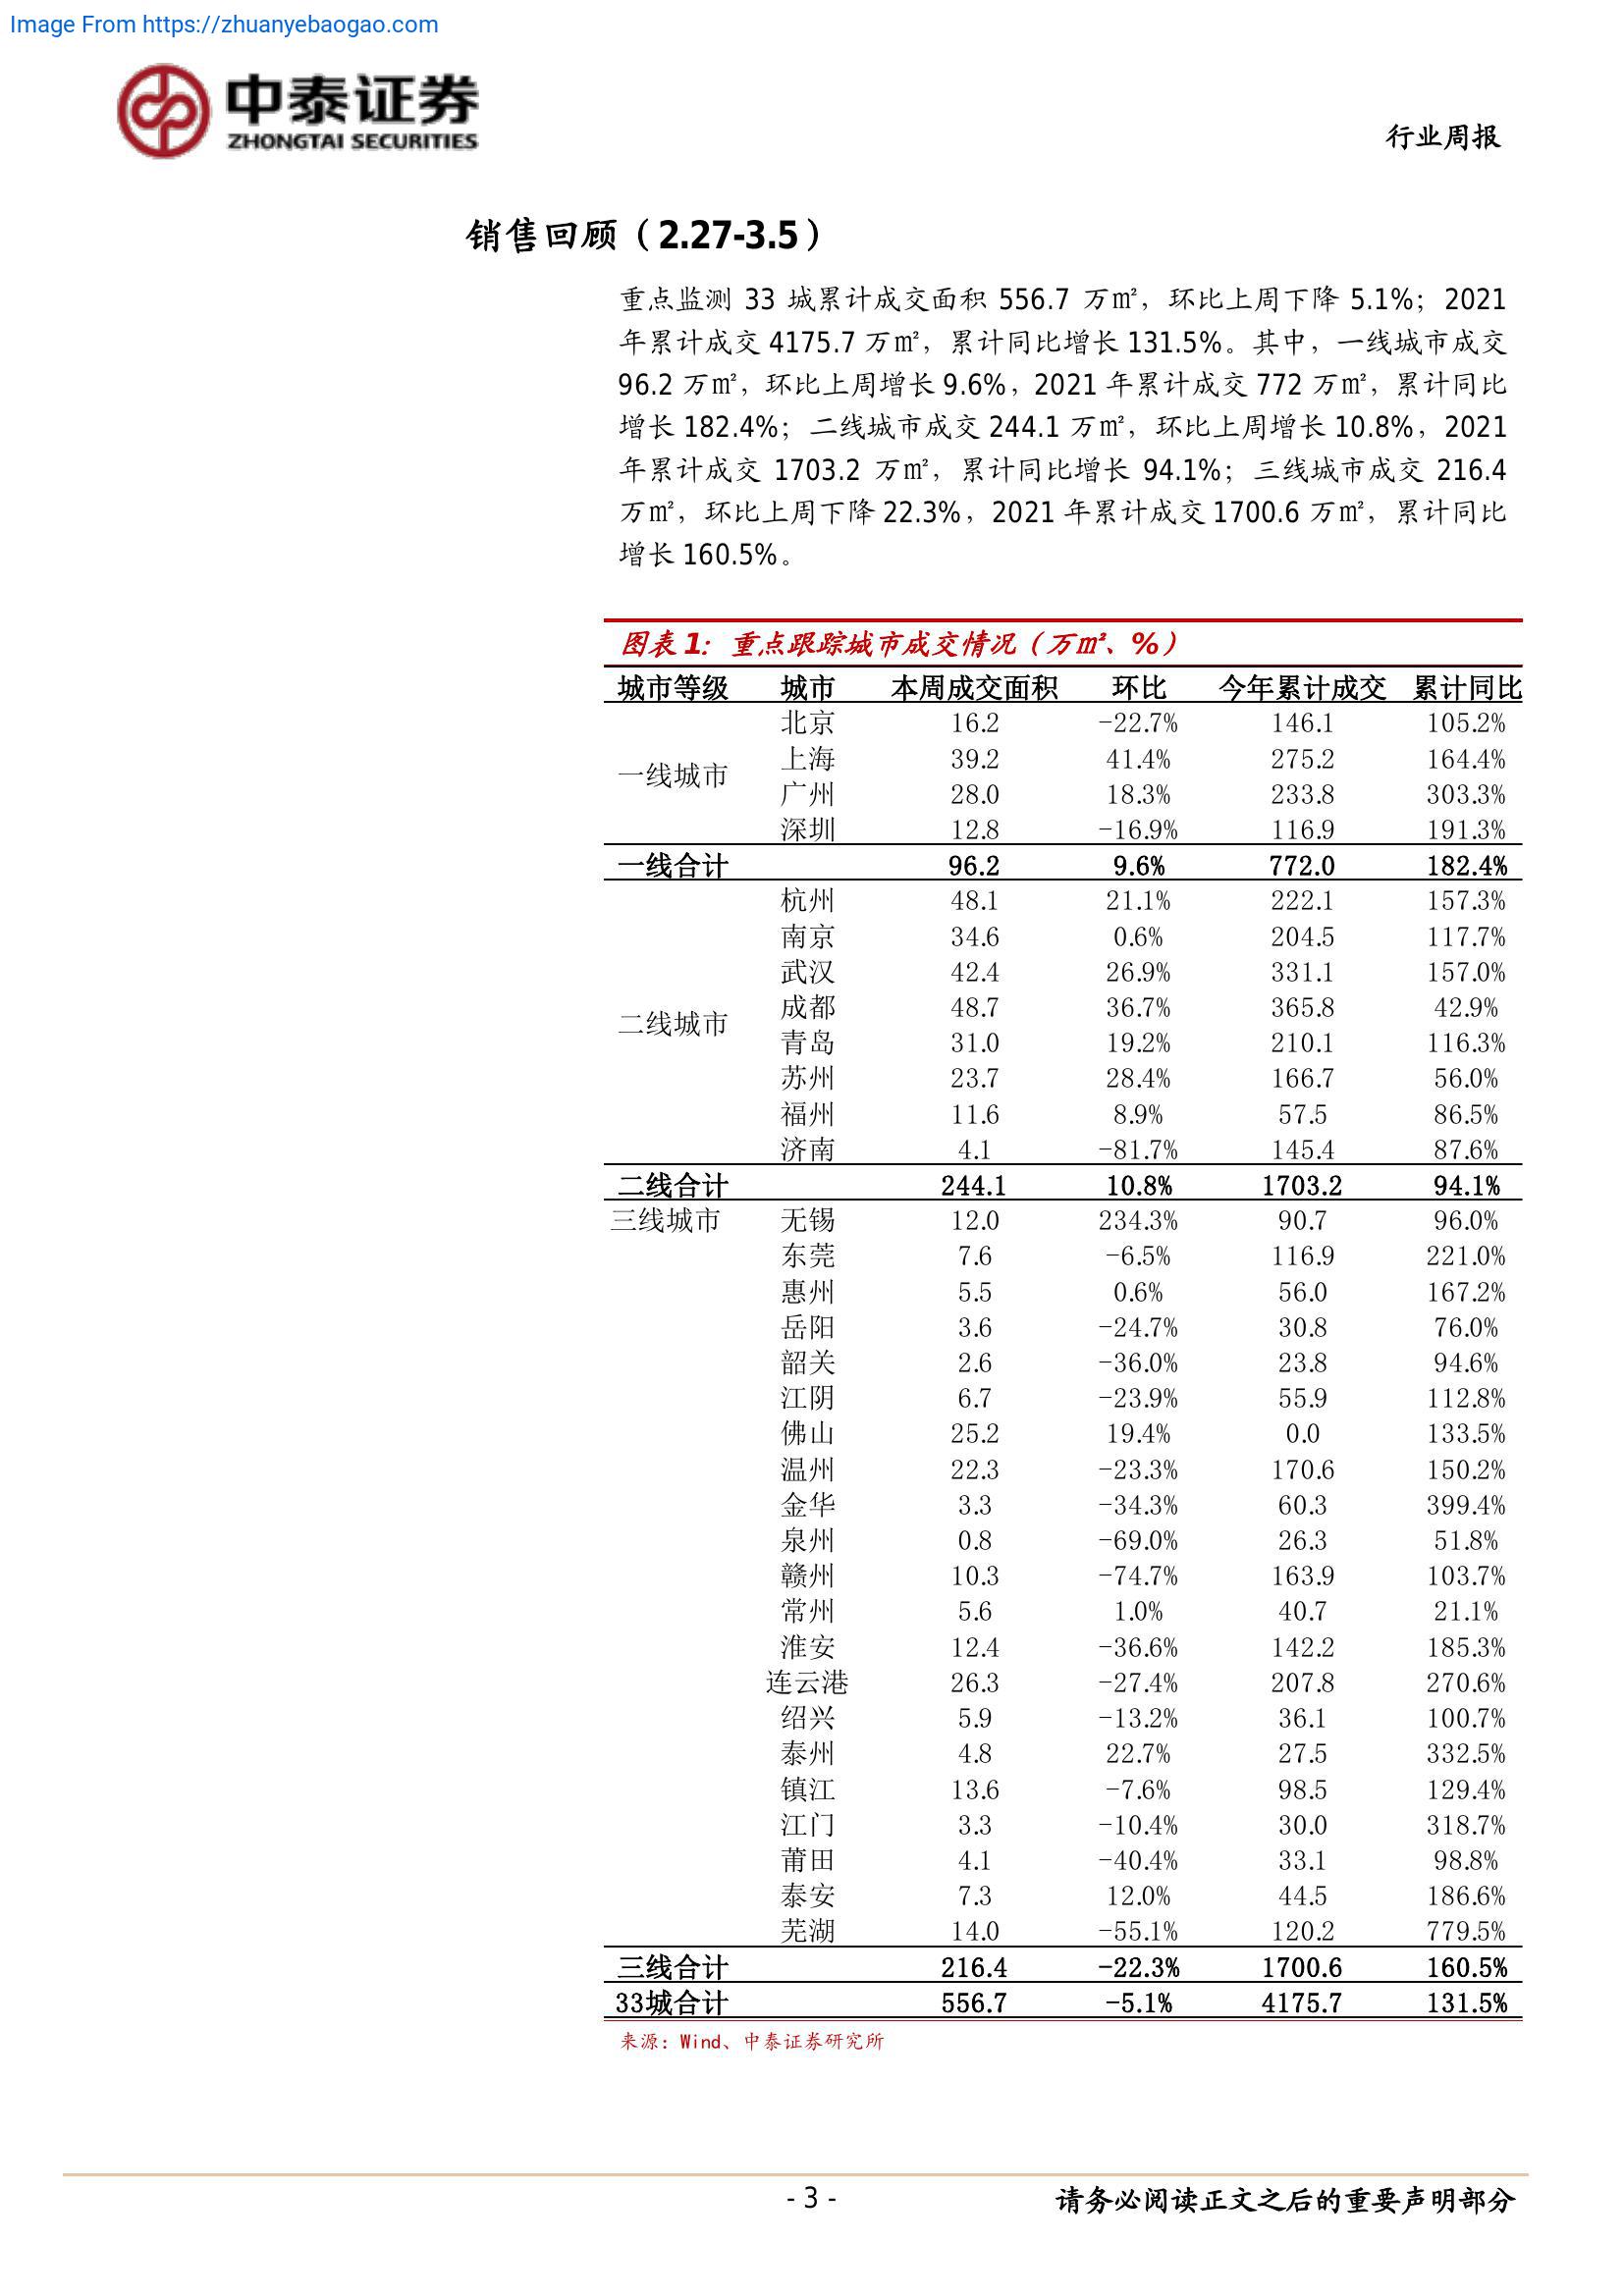 Image From https://zhuanyebaogao.com
中泰证券
ZHONGTAI SECURITIES
行业周报
销售回顾（2.27-3.5）
重点监测 33 城累计成交面积 556.7 万㎡，环比上周下降 5.1%；2021
年累计成交 4175.7 万㎡，累计同比增长 131.5%。其中，一线城市成交
96.2 万㎡，环比上周增长 9.6%，2021 年累计成交 772 万㎡，累计同比
增长 182.4%；二线城市成交 244.1 万㎡，环比上周增长 10.8%，2021
年累计成交 1703.2 万㎡，累计同比增长 94.1%；三线城市成交 216.4
万㎡，环比上周下降 22.3%，2021 年累计成交 1700.6 万㎡，累计同比
增长 160.5%。
图表 1：重点跟踪城市成交情况（万㎡、%）
城市等级 城市 本周成交面积 环比 今年累计成交 累计同比
一线城市
北京 16.2 -22.7% 146.1 105.2%
上海 39.2 41.4% 275.2 164.4%
广州 28.0 18.3% 233.8 303.3%
深圳 12.8 -16.9% 116.9 191.3%
一线合计 96.2 9.6% 772.0 182.4%
二线城市
杭州 48.1 21.1% 222.1 157.3%
南京 34.6 0.6% 204.5 117.7%
武汉 42.4 26.9% 331.1 157.0%
成都 48.7 36.7% 365.8 42.9%
青岛 31.0 19.2% 210.1 116.3%
苏州 23.7 28.4% 166.7 56.0%
福州 11.6 8.9% 57.5 86.5%
济南 4.1 -81.7% 145.4 87.6%
二线合计 244.1 10.8% 1703.2 94.1%
三线城市 无锡 12.0 234.3% 90.7 96.0%
东莞 7.6 -6.5% 116.9 221.0%
惠州 5.5 0.6% 56.0 167.2%
岳阳 3.6 -24.7% 30.8 76.0%
韶关 2.6 -36.0% 23.8 94.6%
江阴 6.7 -23.9% 55.9 112.8%
佛山 25.2 19.4% 0.0 133.5%
温州 22.3 -23.3% 170.6 150.2%
金华 3.3 -34.3% 60.3 399.4%
泉州 0.8 -69.0% 26.3 51.8%
赣州 10.3 -74.7% 163.9 103.7%
常州 5.6 1.0% 40.7 21.1%
淮安 12.4 -36.6% 142.2 185.3%
连云港 26.3 -27.4% 207.8 270.6%
绍兴 5.9 -13.2% 36.1 100.7%
泰州 4.8 22.7% 27.5 332.5%
镇江 13.6 -7.6% 98.5 129.4%
江门 3.3 -10.4% 30.0 318.7%
莆田 4.1 -40.4% 33.1 98.8%
泰安 7.3 12.0% 44.5 186.6%
芜湖 14.0 -55.1% 120.2 779.5%
三线合计 216.4 -22.3% 1700.6 160.5%
33城合计 556.7 -5.1% 4175.7 131.5%
来源：Wind、中泰证券研究所
- 3 -
请务必阅读正文之后的重要声明部分